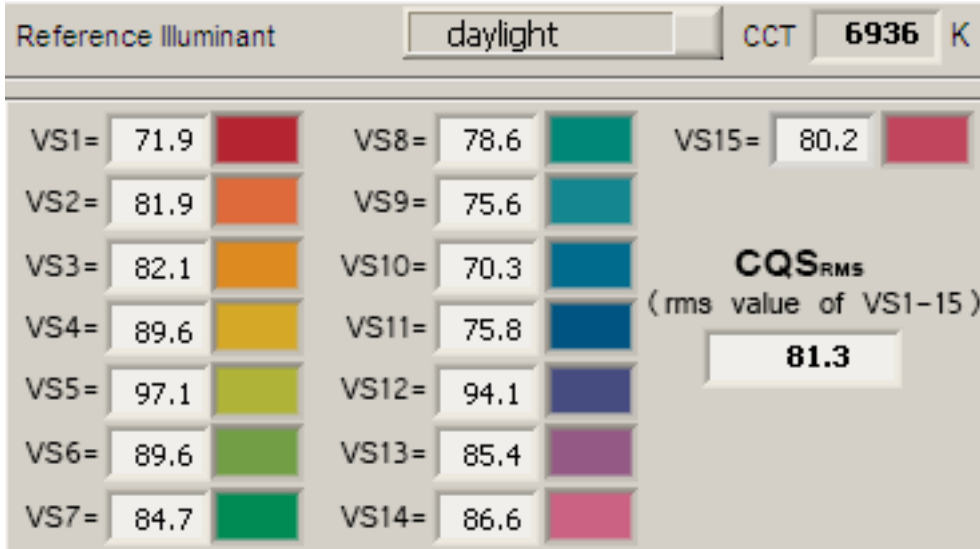 Reference Illuminant daylight CCT 6936 K
VS1= 71.9 VS8= 78.6 VS15= 80.2
VS2= 81.9 VS9= 75.6
VS3= 82.1 VS10= 70.3
VS4= 89.6 VS11= 75.8
VS5= 97.1 VS12= 94.1
VS6= 89.6 VS13= 85.4
VS7= 84.7 VS14= 86.6
CQSRMS
(rms value of VS1-15)
81.3